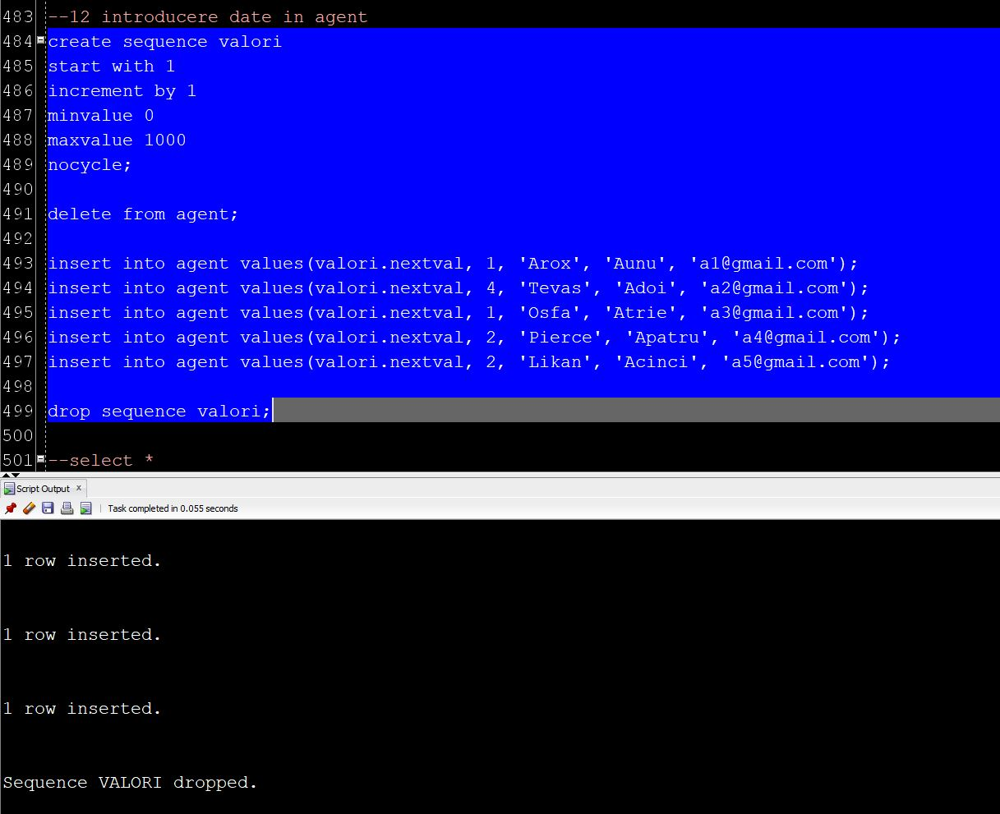 483 --12 introducere date in agent
484 create sequence valori
485 start with 1
486 increment by 1
487 minvalue 0
488 maxvalue 1000
489 nocycle;
490
491 delete from agent;
492
493 insert into agent values(valori.nextval, 1, 'Arox', 'Aunu', 'a1@gmail.com');
494 insert into agent values(valori.nextval, 4, 'Tevas', 'Adoi', 'a2@gmail.com');
495 insert into agent values(valori.nextval, 1, 'Osfa', 'Atrie', 'a3@gmail.com');
496 insert into agent values(valori.nextval, 2, 'Pierce', 'Apatru', 'a4@gmail.com');
497 insert into agent values(valori.nextval, 2, 'Likan', 'Acinci', 'a5@gmail.com');
498
499 drop sequence valori;
500
501 --select *
Script Output x
Task completed in 0.055 seconds
1 row inserted.
1 row inserted.
1 row inserted.
Sequence VALORI dropped.